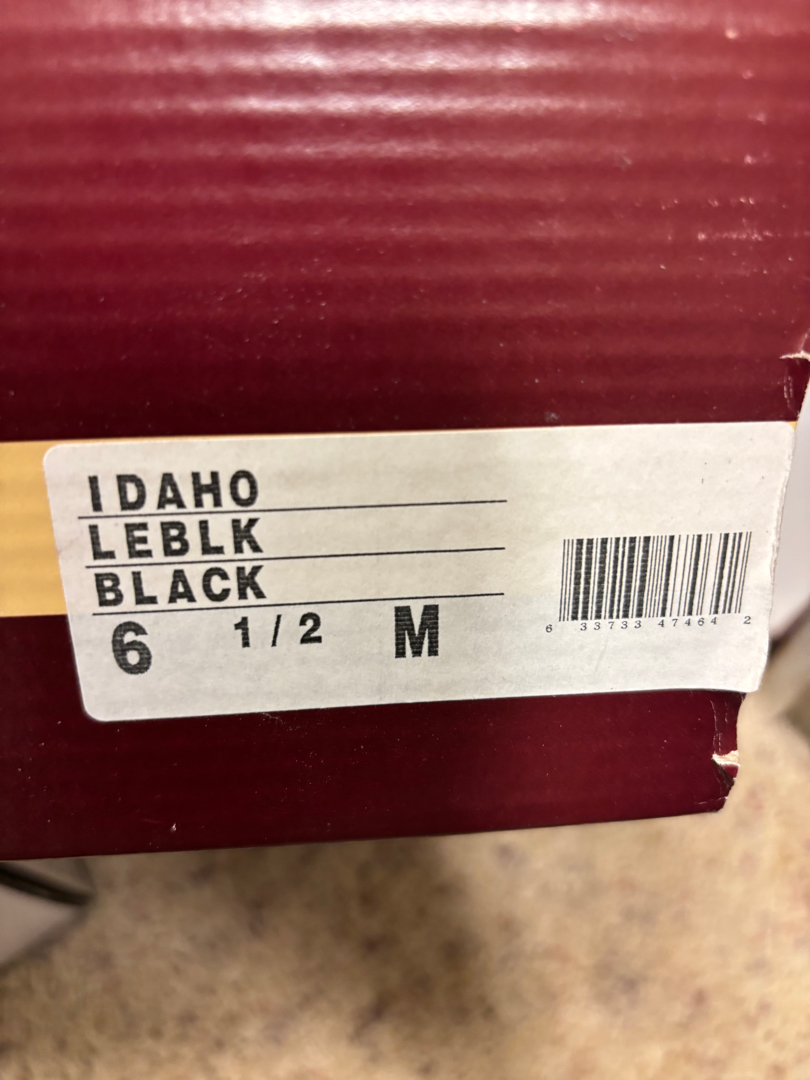 IDAHO
LEBLK
BLACK
6 1/2 M
6 33733 47464 2